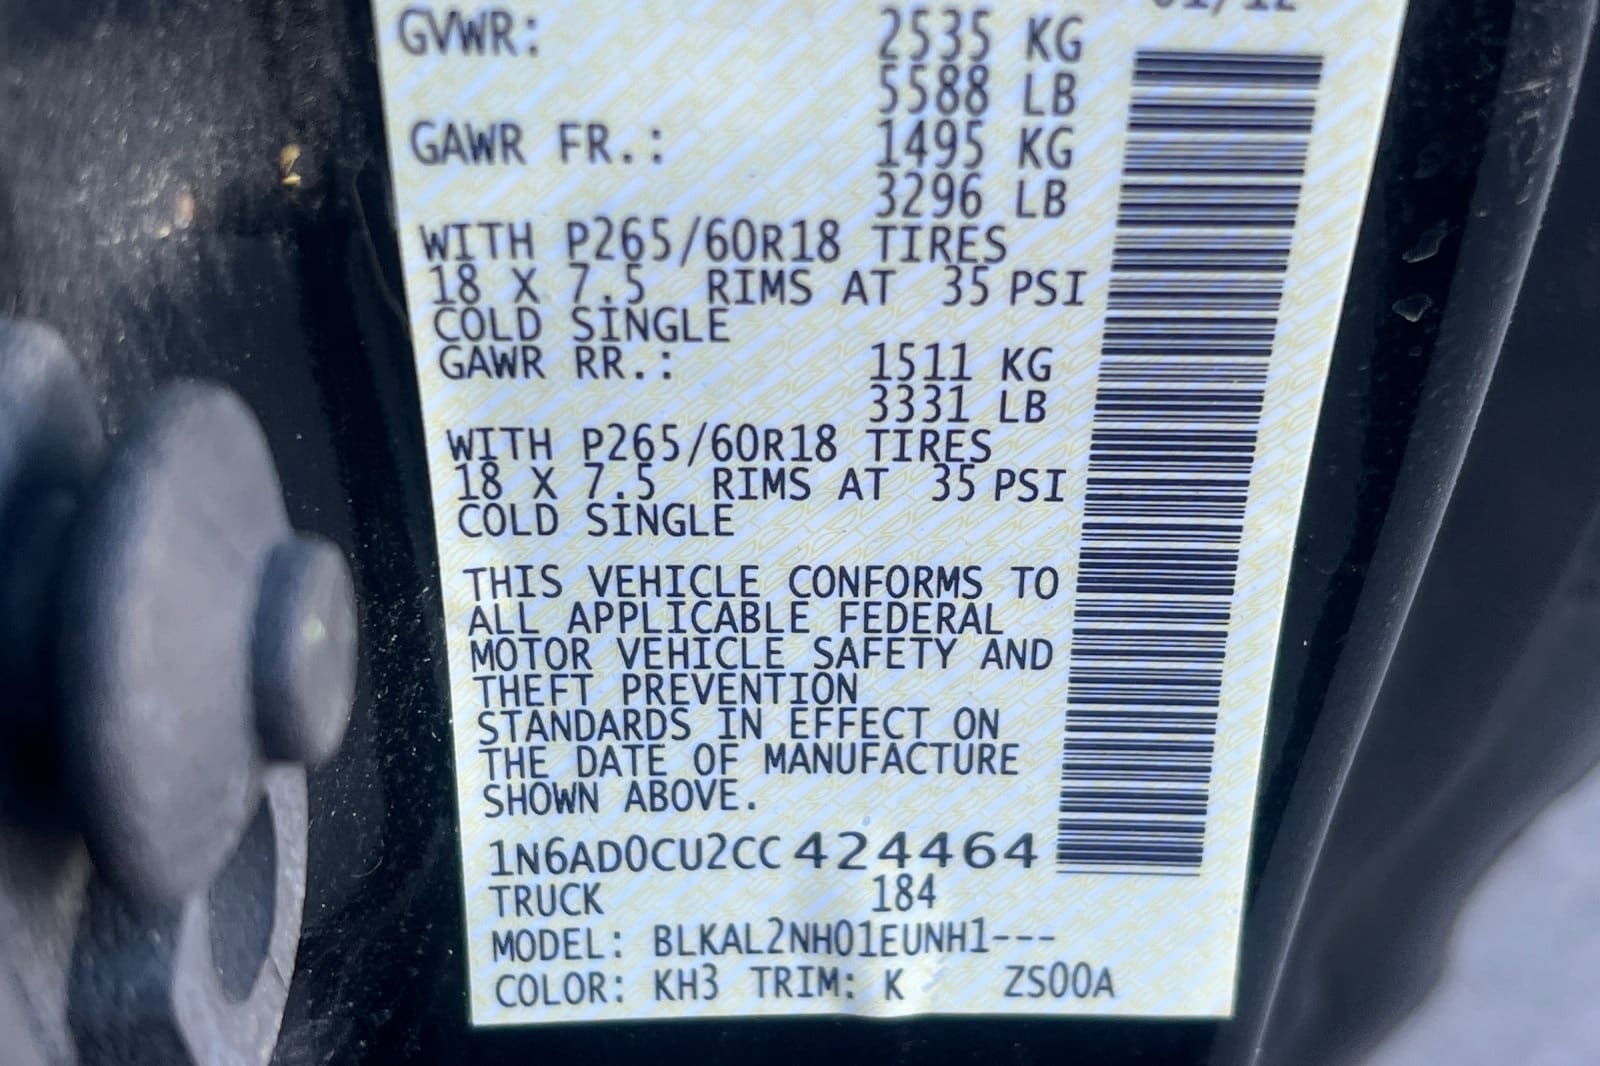 01/12
GVWR: 2535 KG
5588 LB
GAWR FR.: 1495 KG
3296 LB
WITH P265/60R18 TIRES
18 X 7.5 RIMS AT 35 PSI
COLD SINGLE
GAWR RR.: 1511 KG
3331 LB
WITH P265/60R18 TIRES
18 X 7.5 RIMS AT 35 PSI
COLD SINGLE
THIS VEHICLE CONFORMS TO
ALL APPLICABLE FEDERAL
MOTOR VEHICLE SAFETY AND
THEFT PREVENTION
STANDARDS IN EFFECT ON
THE DATE OF MANUFACTURE
SHOWN ABOVE.
1N6AD0CU2CC424464
TRUCK 184
MODEL: BLKAL2NH01EUNH1---
COLOR: KH3 TRIM: K ZS00A